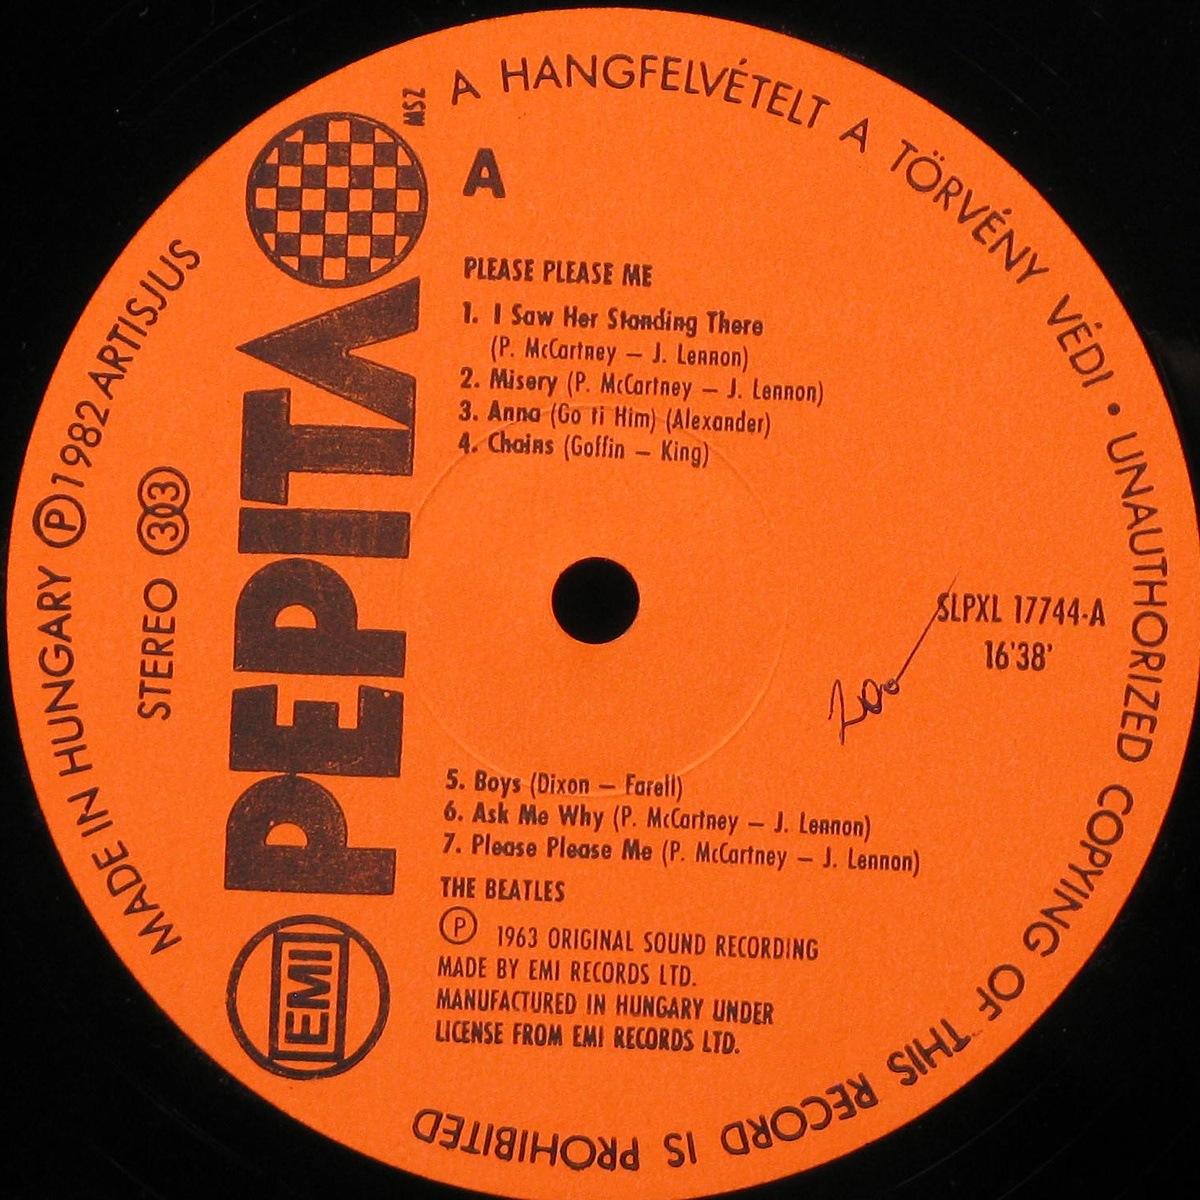 A HANGFELVÉTELT A TÖRVÉNY VÉDI • UNAUTHORIZED COPYING OF THIS RECORD IS PROHIBITED
MADE IN HUNGARY Ⓟ 1982 ARTISJUS
STEREO 33
PEPITA
MSZ
EMI
A
PLEASE PLEASE ME
1. I Saw Her Standing There
(P. McCartney – J. Lennon)
2. Misery (P. McCartney – J. Lennon)
3. Anna (Go ti Him) (Alexander)
4. Chains (Goffin – King)
SLPXL 17744-A
16'38'
5. Boys (Dixon – Farell)
6. Ask Me Why (P. McCartney – J. Lennon)
7. Please Please Me (P. McCartney – J. Lennon)
THE BEATLES
Ⓟ 1963 ORIGINAL SOUND RECORDING
MADE BY EMI RECORDS LTD.
MANUFACTURED IN HUNGARY UNDER
LICENSE FROM EMI RECORDS LTD.